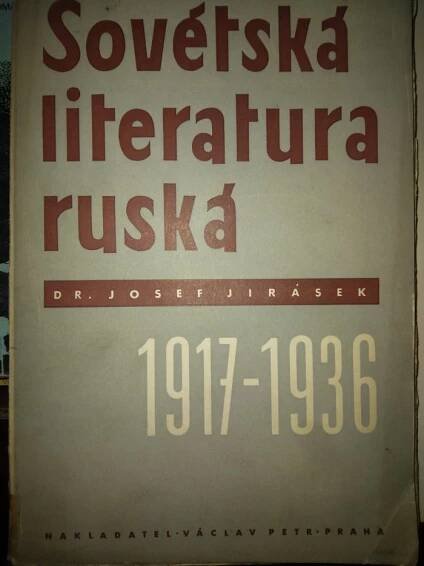 Sovětská
literatura
ruská
DR. JOSEF JIRÁSEK
1917-1936
NAKLADATEL · VÁCLAV PETR · PRAHA